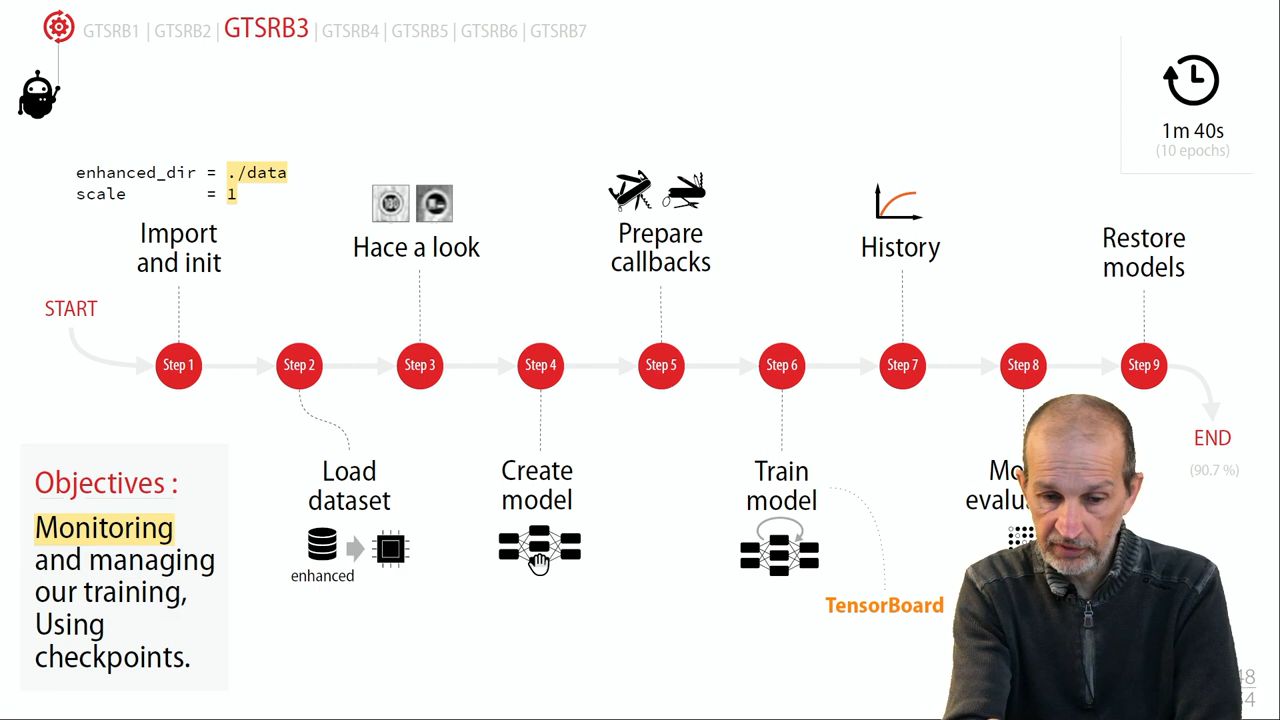 GTSRB1 | GTSRB2 | GTSRB3 | GTSRB4 | GTSRB5 | GTSRB6 | GTSRB7
1m 40s
(10 epochs)
enhanced_dir = ./data
scale = 1
Import
and init
Hace a look
Prepare
callbacks
History
Restore
models
START
Step 1
Step 2
Step 3
Step 4
Step 5
Step 6
Step 7
Step 8
Step 9
END
(90.7 %)
Load
dataset
enhanced
Create
model
Train
model
TensorBoard
Objectives :
Monitoring
and managing
our training,
Using
checkpoints.